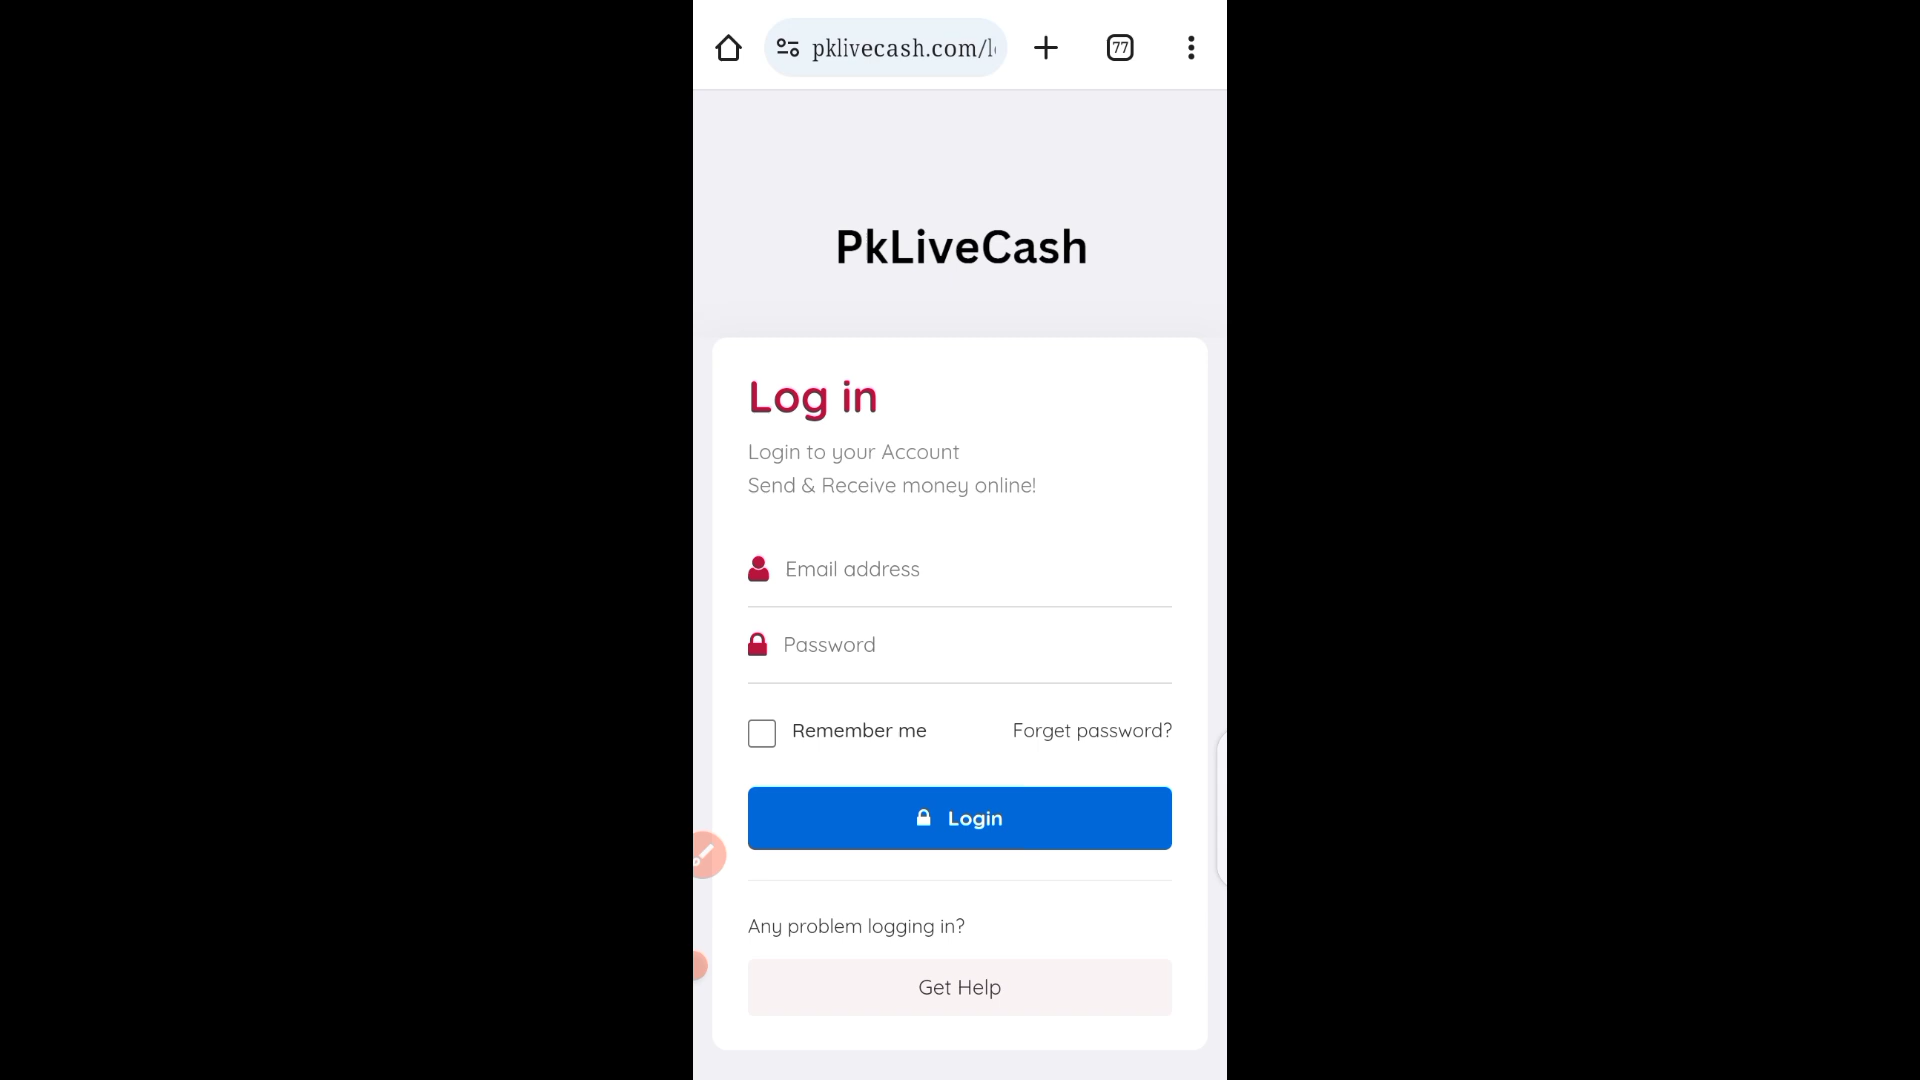 pklivecash.com/l
77
PkLiveCash
Log in
Login to your Account
Send & Receive money online!
Email address
Password
Remember me
Forget password?
Login
Any problem logging in?
Get Help